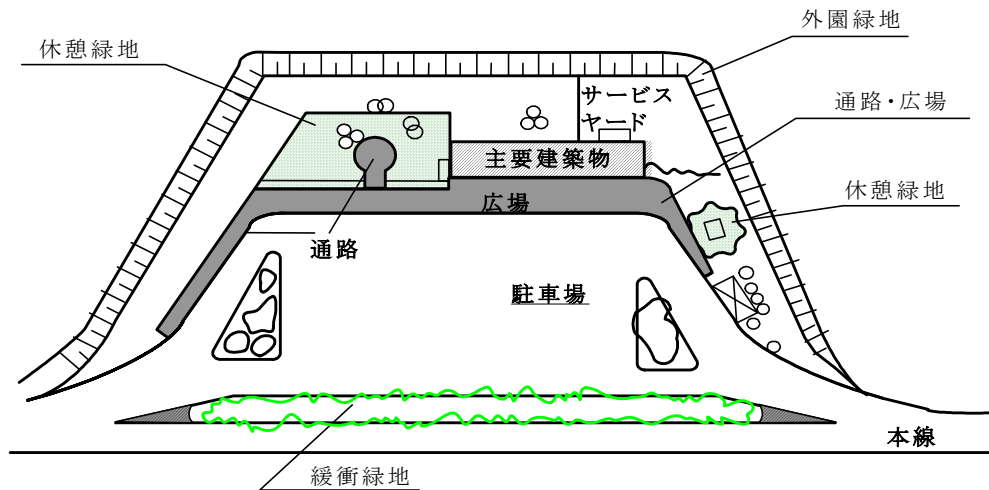 外園緑地
休憩緑地
サービス
ヤード
通路・広場
主要建築物
休憩緑地
広場
通路
駐車場
本線
緩衝緑地